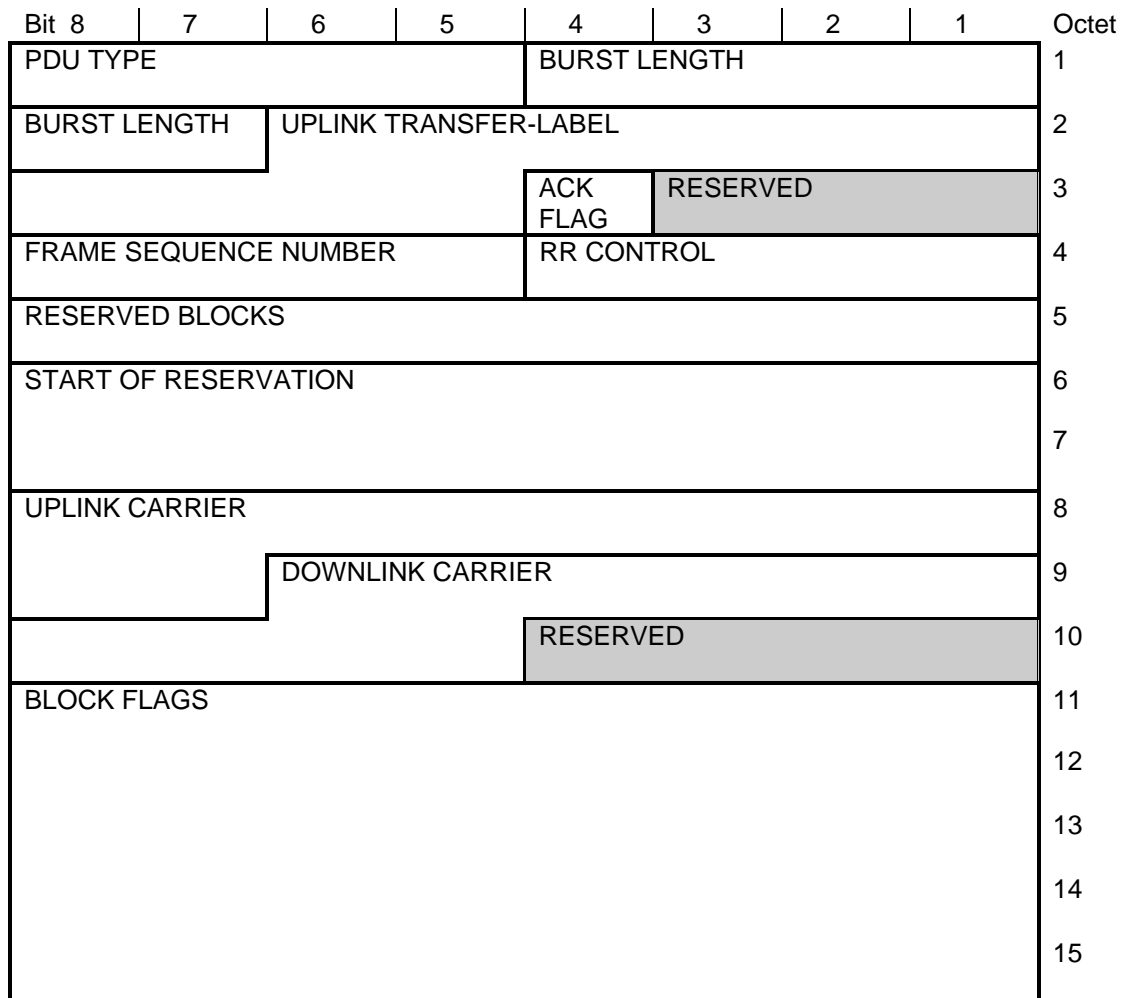 Bit 8 7 6 5 4 3 2 1 Octet
PDU TYPE BURST LENGTH 1
BURST LENGTH UPLINK TRANSFER-LABEL 2
ACK RESERVED 3
FLAG
FRAME SEQUENCE NUMBER RR CONTROL 4
RESERVED BLOCKS 5
START OF RESERVATION 6
7
UPLINK CARRIER 8
DOWNLINK CARRIER 9
RESERVED 10
BLOCK FLAGS 11
12
13
14
15